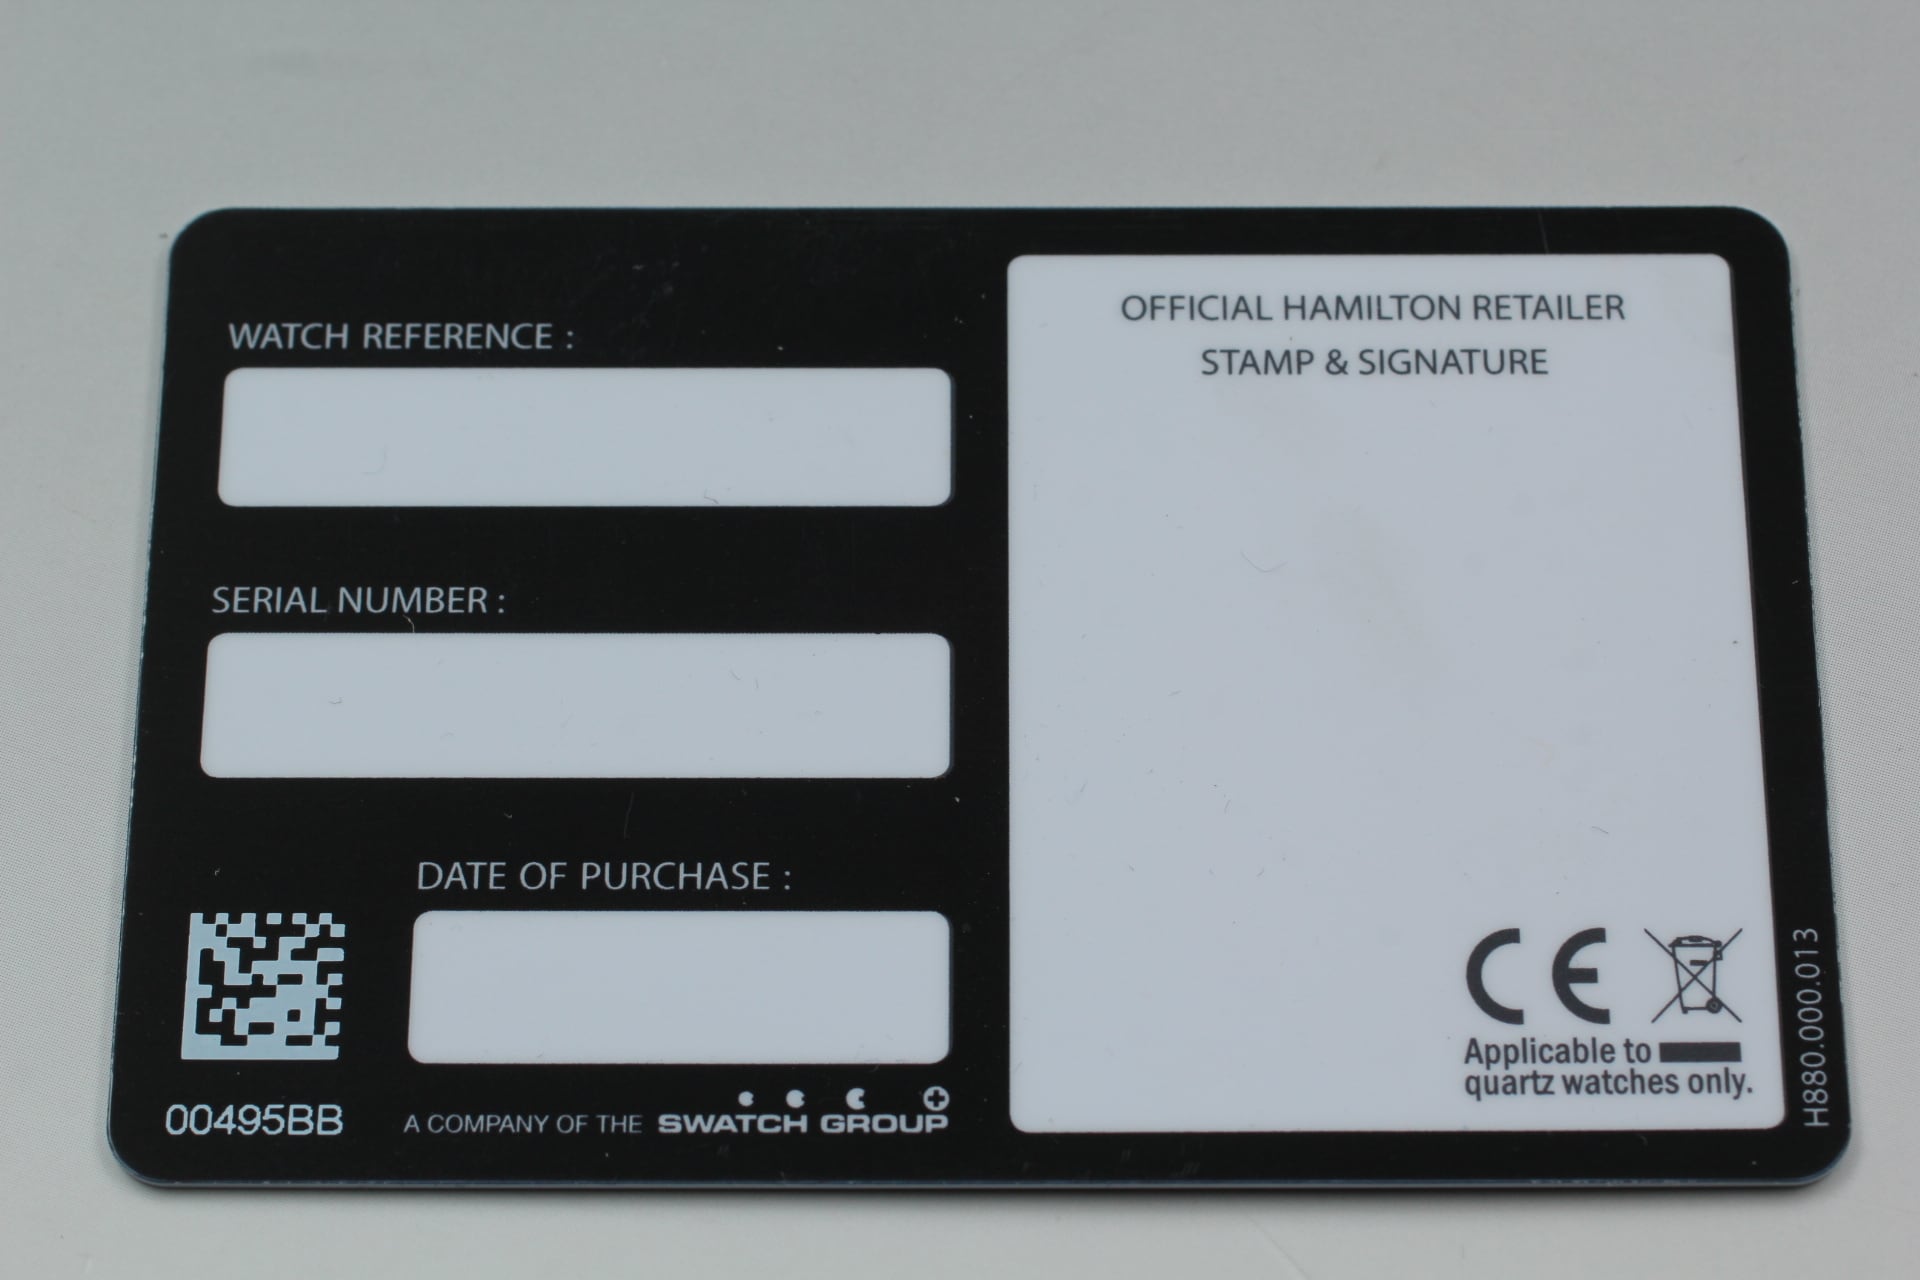 WATCH REFERENCE :
SERIAL NUMBER :
DATE OF PURCHASE :
00495BB
A COMPANY OF THE SWATCH GROUP
OFFICIAL HAMILTON RETAILER
STAMP & SIGNATURE
CE
Applicable to
quartz watches only.
H880.000.013